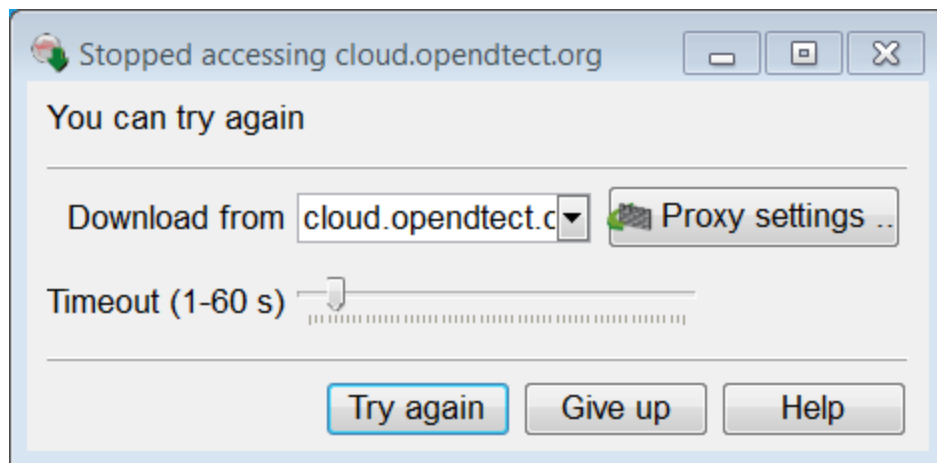 Stopped accessing cloud.opendtect.org
You can try again
Download from cloud.opendtect.c Proxy settings ..
Timeout (1-60 s)
Try again Give up Help